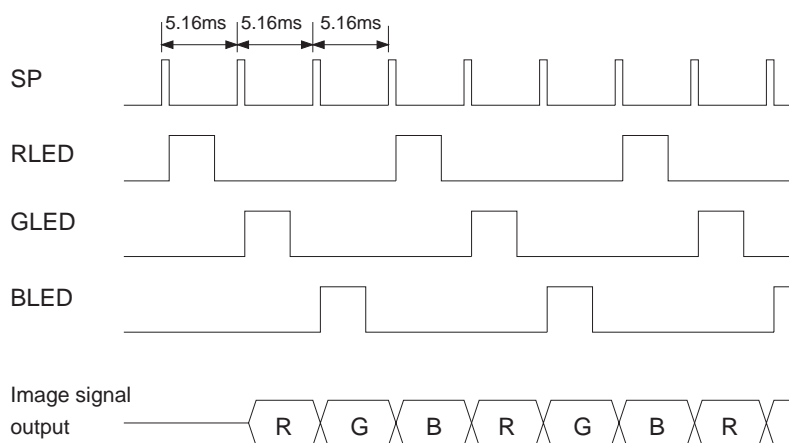 5.16ms 5.16ms 5.16ms
SP
RLED
GLED
BLED
Image signal
output
R G B R G B R